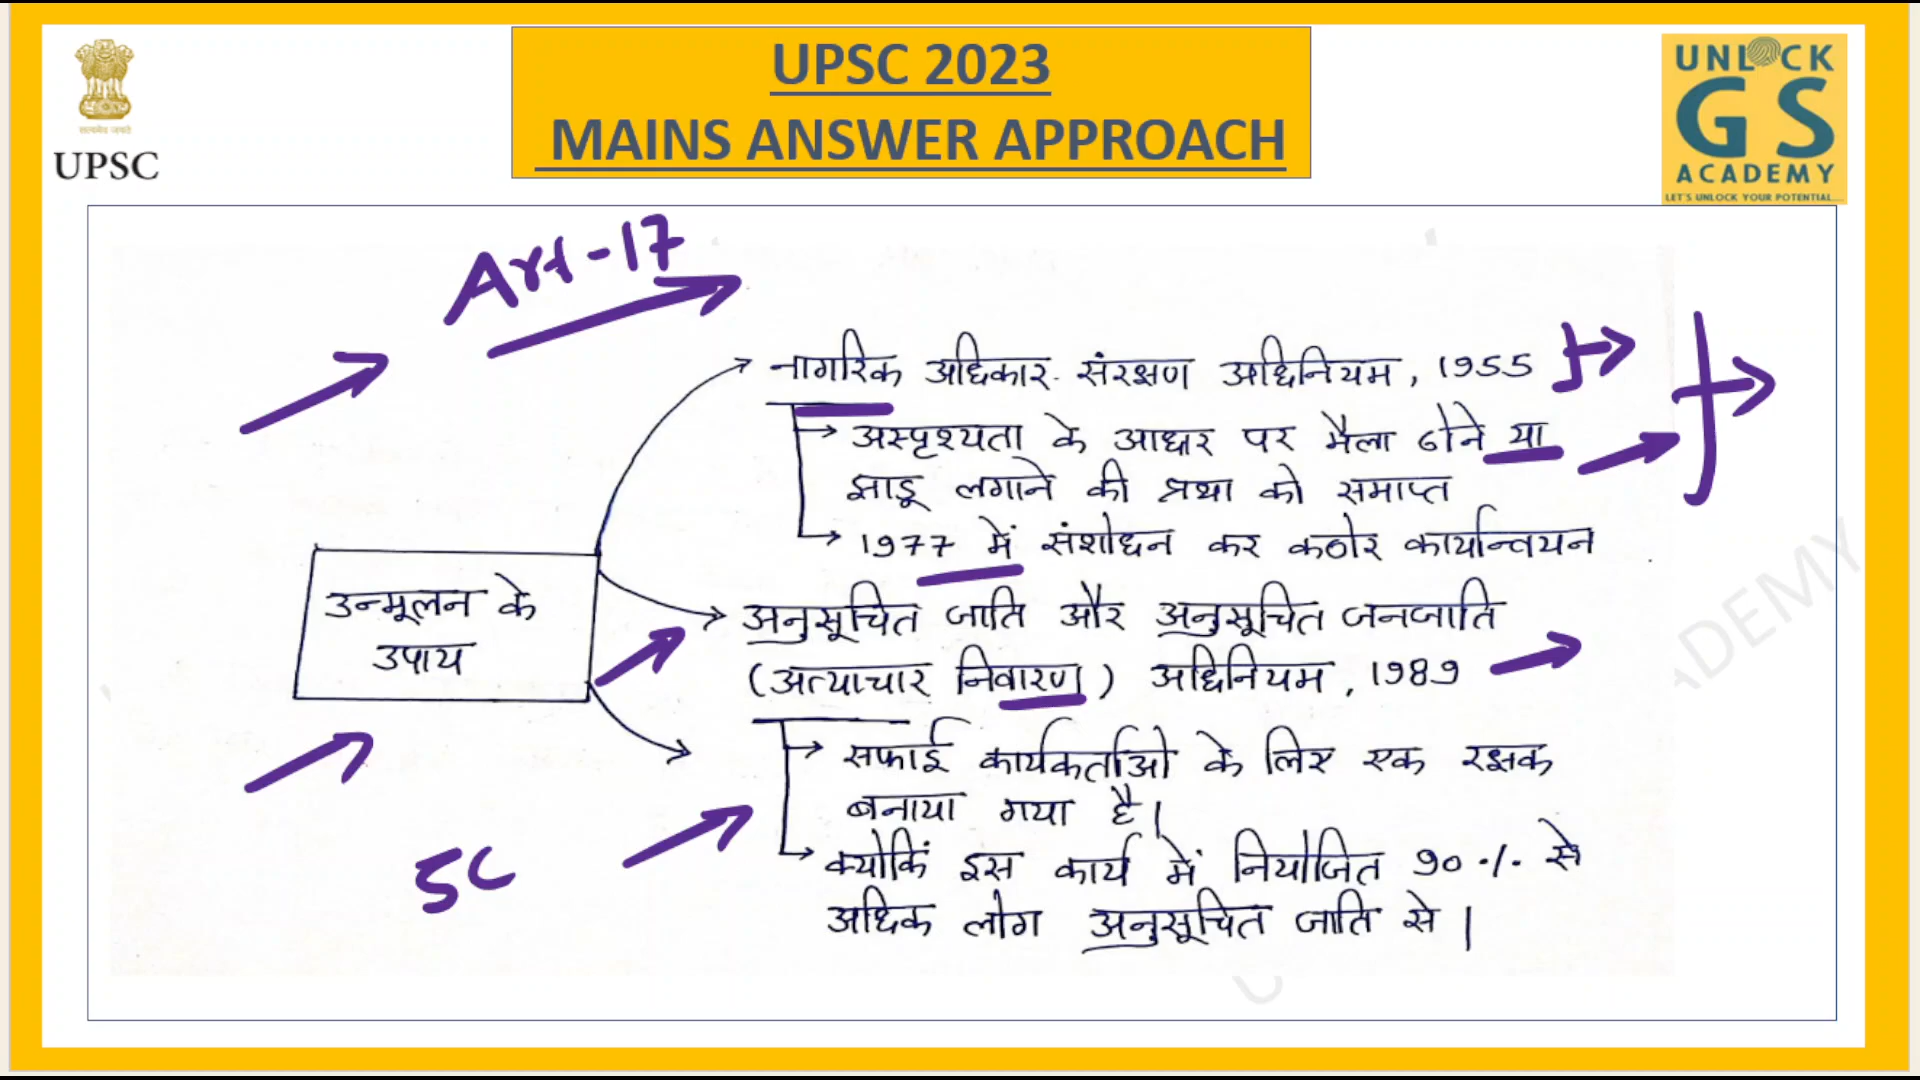 UPSC 2023
MAINS ANSWER APPROACH
सत्यमेव जयते
UPSC
UNLOCK
GS
ACADEMY
LET'S UNLOCK YOUR POTENTIAL...
Art-17
नागरिक अधिकार संरक्षण अधिनियम, 1955
अस्पृश्यता के आधार पर मैला ढोने या
झाडू लगाने की प्रथा को समाप्त
1977 में संशोधन कर कठोर कार्यान्वयन
उन्मूलन के
उपाय
अनुसूचित जाति और अनुसूचित जनजाति
(अत्याचार निवारण) अधिनियम, 1989
सफाई कार्यकर्ताओ के लिए एक रक्षक
बनाया गया है।
क्योकिं इस कार्य में नियोजित 90% से
अधिक लोग अनुसूचित जाति से।
SC